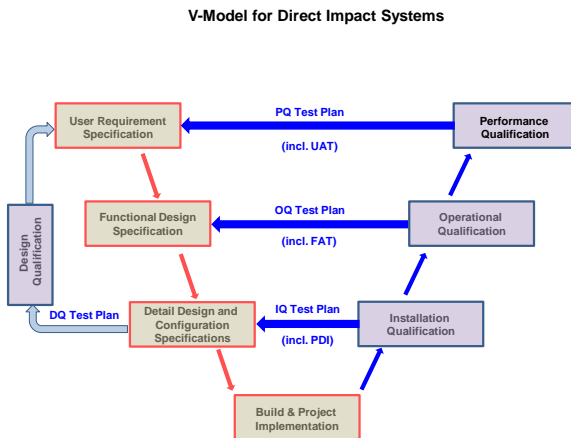 V-Model for Direct Impact Systems
User Requirement
Specification
PQ Test Plan
(incl. UAT)
Performance
Qualification
Functional Design
Specification
OQ Test Plan
(incl. FAT)
Operational
Qualification
Design
Qualification
DQ Test Plan
Detail Design and
Configuration
Specifications
IQ Test Plan
(incl. PDI)
Installation
Qualification
Build & Project
Implementation